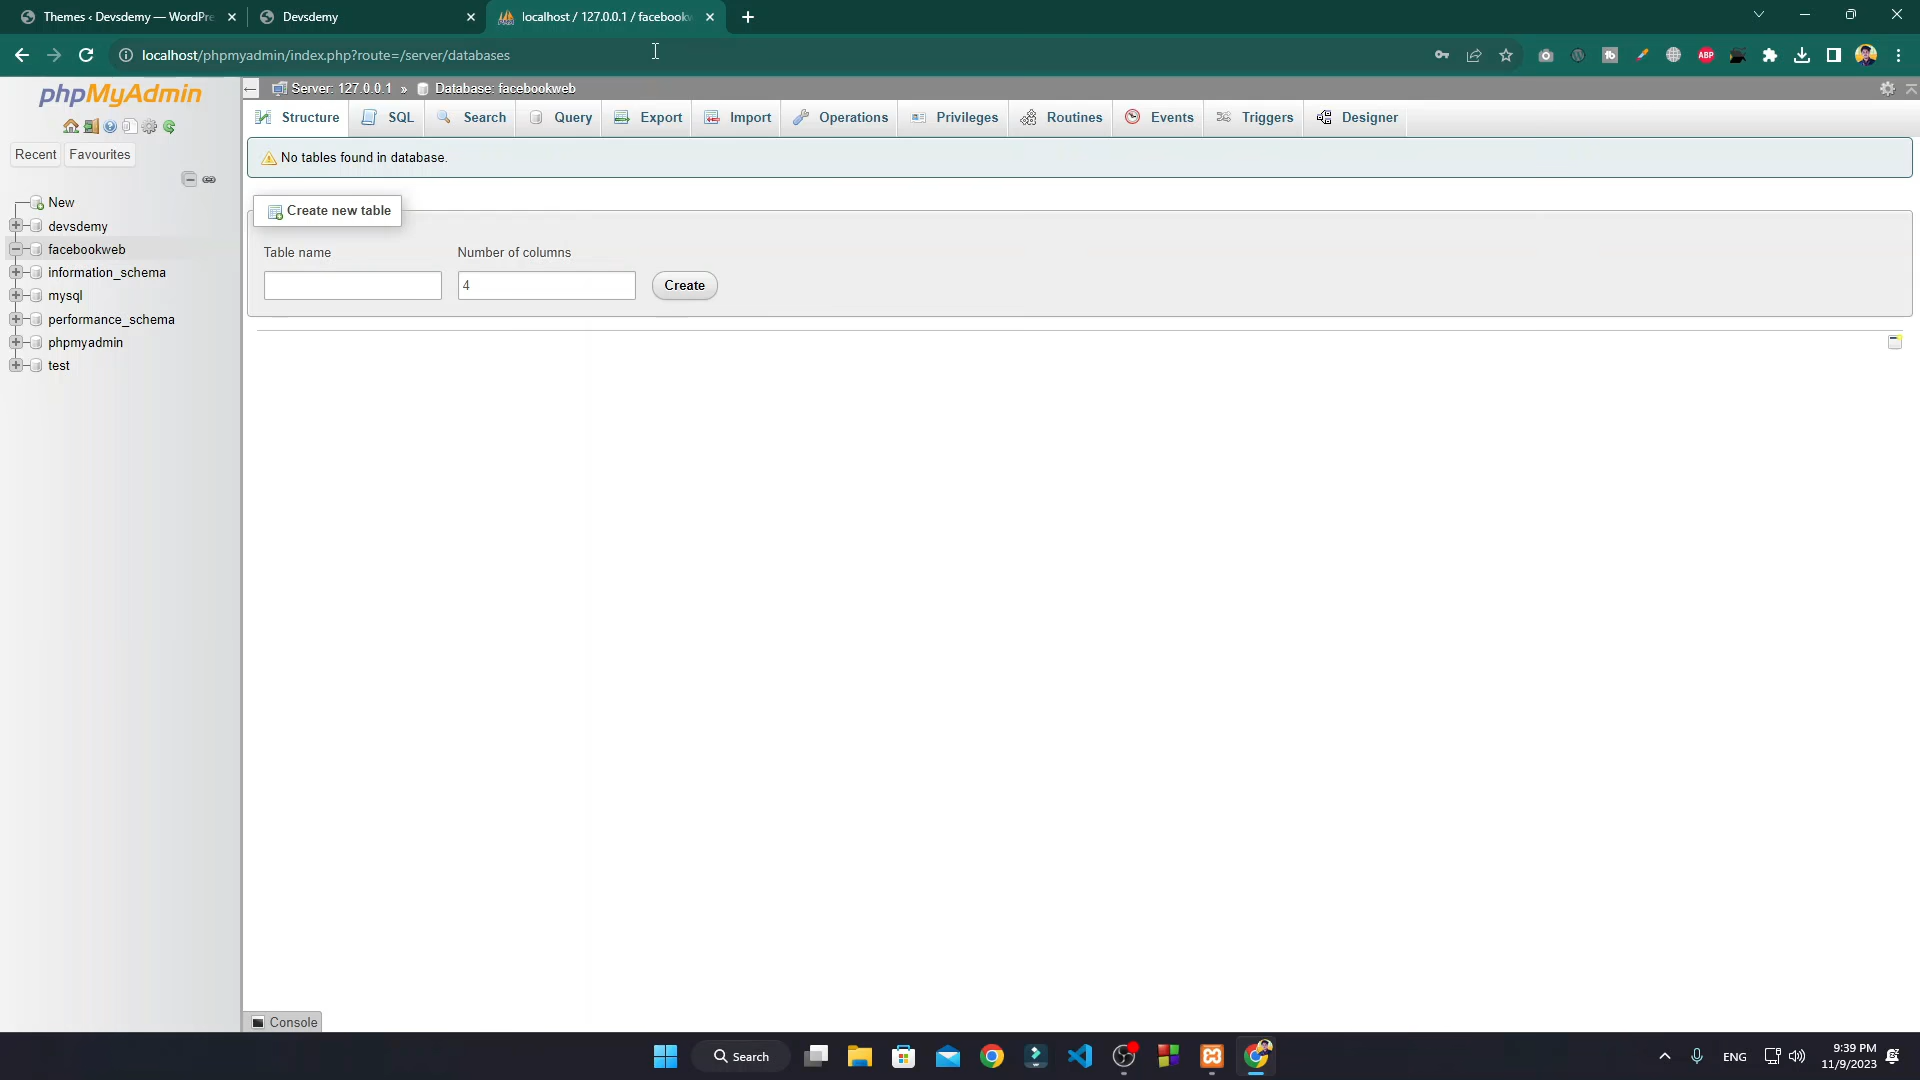 Themes ‹ Devsdemy — WordPre
Devsdemy
localhost / 127.0.0.1 / facebookw
localhost/phpmyadmin/index.php?route=/server/databases
ABP
phpMyAdmin
Server: 127.0.0.1 » Database: facebookweb
Structure
SQL
Search
Query
Export
Import
Operations
Privileges
Routines
Events
Triggers
Designer
Recent
Favourites
No tables found in database.
New
devsdemy
facebookweb
information_schema
mysql
performance_schema
phpmyadmin
test
Create new table
Table name
Number of columns
4
Create
Console
Search
ENG
9:39 PM
11/9/2023